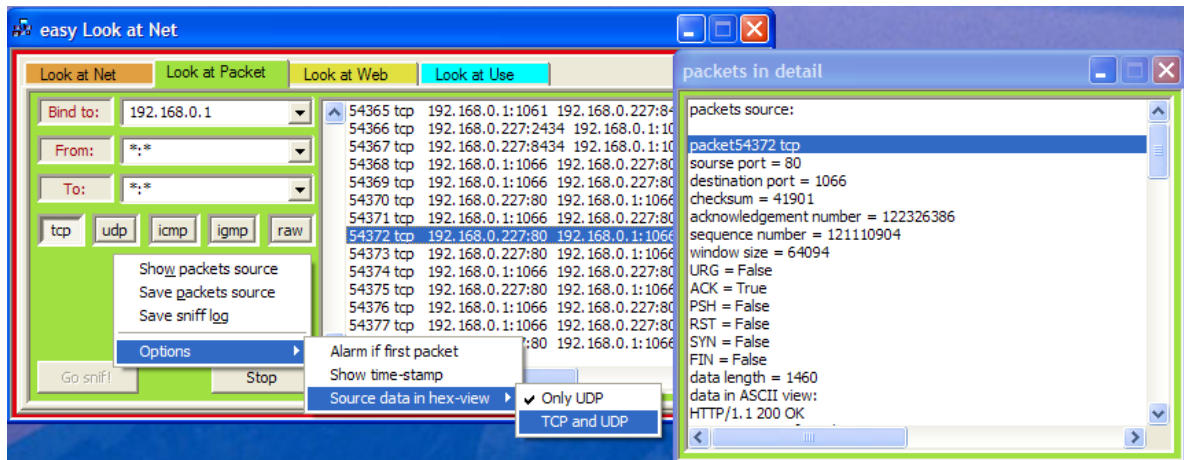 easy Look at Net
Look at Net
Look at Packet
Look at Web
Look at Use
Bind to:
192.168.0.1
From:
*:*
To:
*:*
tcp
udp
icmp
igmp
raw
54365 tcp 192.168.0.1:1061 192.168.0.227:84
54366 tcp 192.168.0.227:2434 192.168.0.1:10
54367 tcp 192.168.0.227:8434 192.168.0.1:10
54368 tcp 192.168.0.1:1066 192.168.0.227:80
54369 tcp 192.168.0.1:1066 192.168.0.227:80
54370 tcp 192.168.0.227:80 192.168.0.1:1066
54371 tcp 192.168.0.1:1066 192.168.0.227:80
54372 tcp 192.168.0.227:80 192.168.0.1:1066
54373 tcp 192.168.0.227:80 192.168.0.1:1066
54374 tcp 192.168.0.1:1066 192.168.0.227:80
54375 tcp 192.168.0.227:80 192.168.0.1:1066
54376 tcp 192.168.0.1:1066 192.168.0.227:80
54377 tcp 192.168.0.1:1066 192.168.0.227:80
:80 192.168.0.1:1066
Show packets source
Save packets source
Save sniff log
Options
Alarm if first packet
Show time-stamp
Source data in hex-view
Only UDP
TCP and UDP
Go snif!
Stop
packets in detail
packets source:
packet54372 tcp
sourse port = 80
destination port = 1066
checksum = 41901
acknowledgement number = 122326386
sequence number = 121110904
window size = 64094
URG = False
ACK = True
PSH = False
RST = False
SYN = False
FIN = False
data length = 1460
data in ASCII view:
HTTP/1.1 200 OK